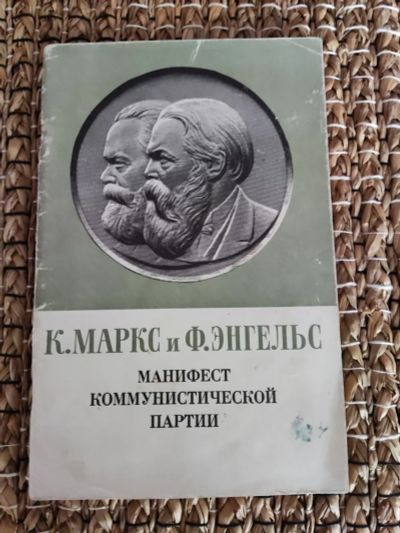 К. МАРКС и Ф. ЭНГЕЛЬС
МАНИФЕСТ
КОММУНИСТИЧЕСКОЙ
ПАРТИИ